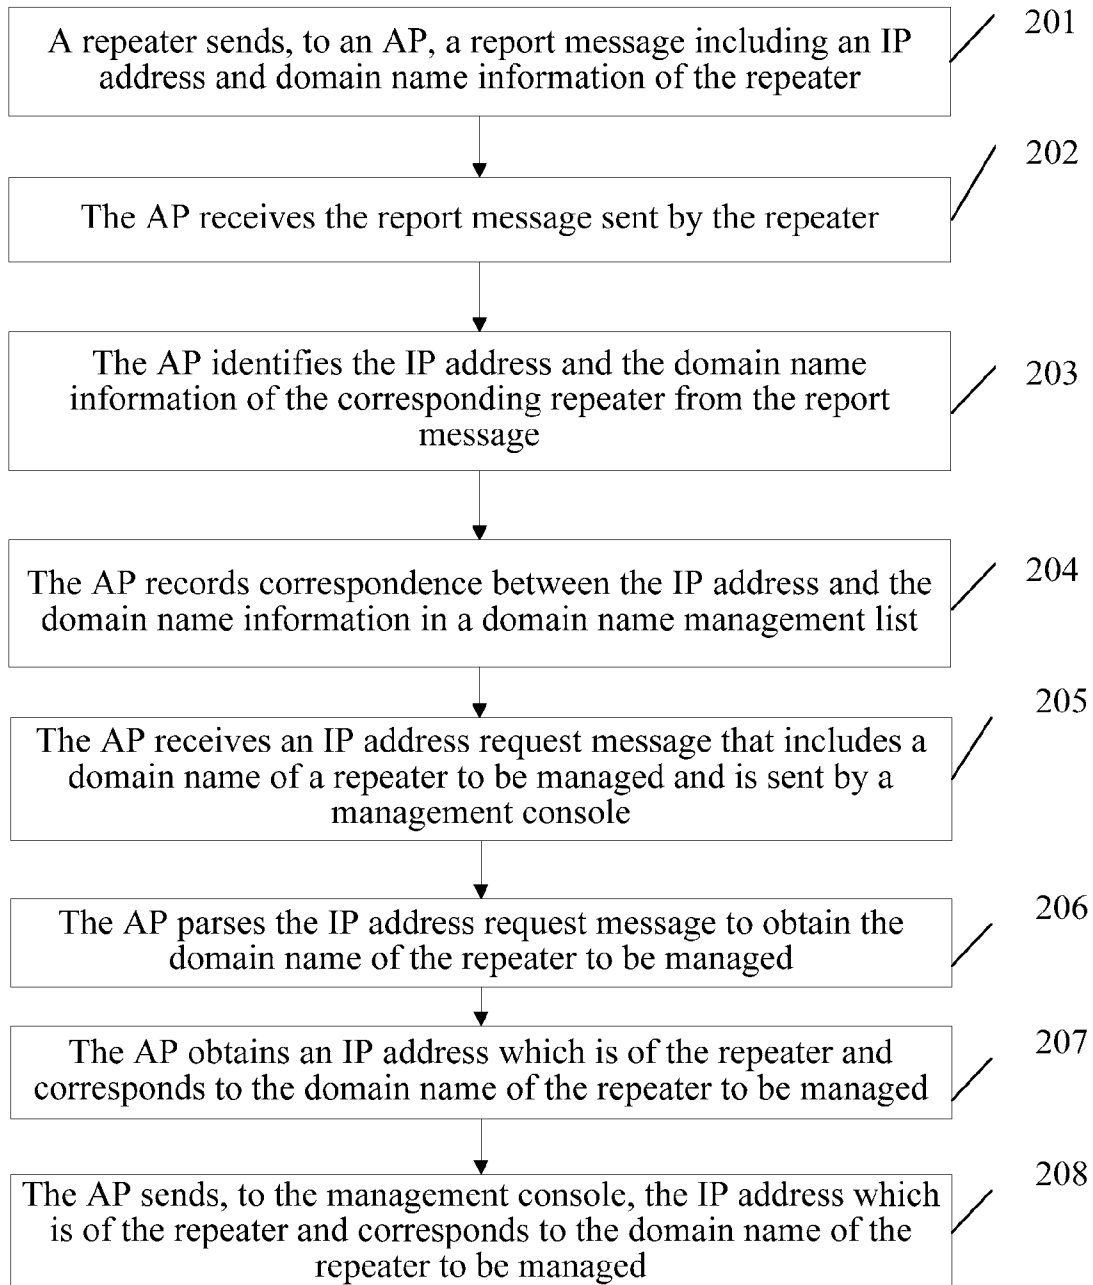 A repeater sends, to an AP, a report message including an IP
address and domain name information of the repeater
201
The AP receives the report message sent by the repeater
202
The AP identifies the IP address and the domain name
information of the corresponding repeater from the report
message
203
The AP records correspondence between the IP address and the
domain name information in a domain name management list
204
The AP receives an IP address request message that includes a
domain name of a repeater to be managed and is sent by a
management console
205
The AP parses the IP address request message to obtain the
domain name of the repeater to be managed
206
The AP obtains an IP address which is of the repeater and
corresponds to the domain name of the repeater to be managed
207
The AP sends, to the management console, the IP address which
is of the repeater and corresponds to the domain name of the
repeater to be managed
208